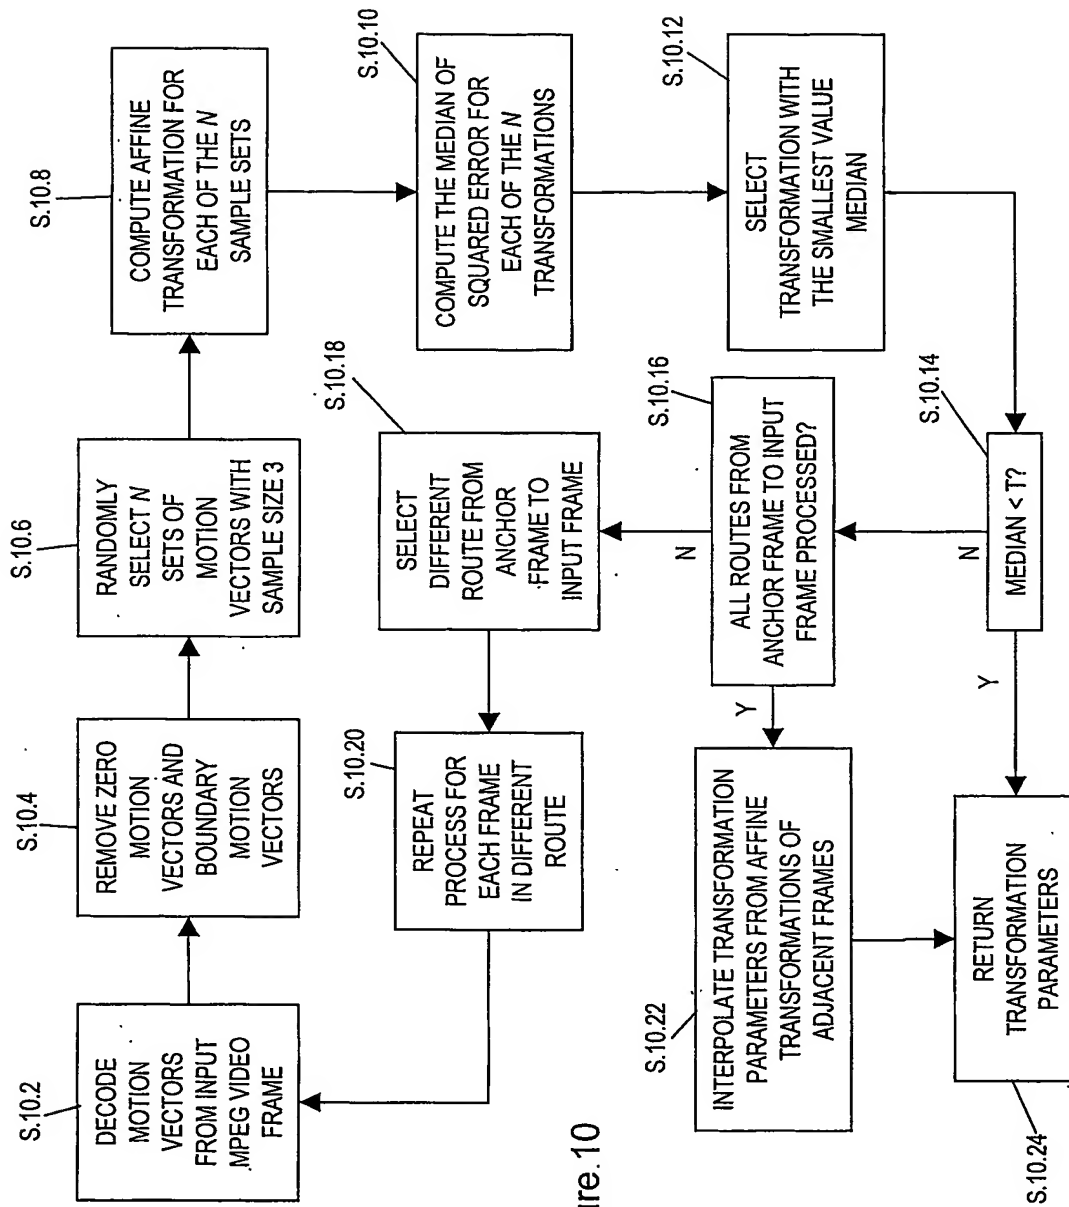 S.10.2
DECODE
MOTION
VECTORS
FROM INPUT
MPEG VIDEO
FRAME
S.10.4
REMOVE ZERO
MOTION
VECTORS AND
BOUNDARY
MOTION
VECTORS
S.10.6
RANDOMLY
SELECT N
SETS OF
MOTION
VECTORS WITH
SAMPLE SIZE 3
S.10.8
COMPUTE AFFINE
TRANSFORMATION FOR
EACH OF THE N
SAMPLE SETS
S.10.10
COMPUTE THE MEDIAN OF
SQUARED ERROR FOR
EACH OF THE N
TRANSFORMATIONS
S.10.12
SELECT
TRANSFORMATION WITH
THE SMALLEST VALUE
MEDIAN
S.10.14
MEDIAN < T?
N
Y
S.10.16
ALL ROUTES FROM
ANCHOR FRAME TO INPUT
FRAME PROCESSED?
N
Y
S.10.18
SELECT
DIFFERENT
ROUTE FROM
ANCHOR
FRAME TO
INPUT FRAME
S.10.20
REPEAT
PROCESS FOR
EACH FRAME
IN DIFFERENT
ROUTE
S.10.22
INTERPOLATE TRANSFORMATION
PARAMETERS FROM AFFINE
TRANSFORMATIONS OF
ADJACENT FRAMES
S.10.24
RETURN
TRANSFORMATION
PARAMETERS
ure.10